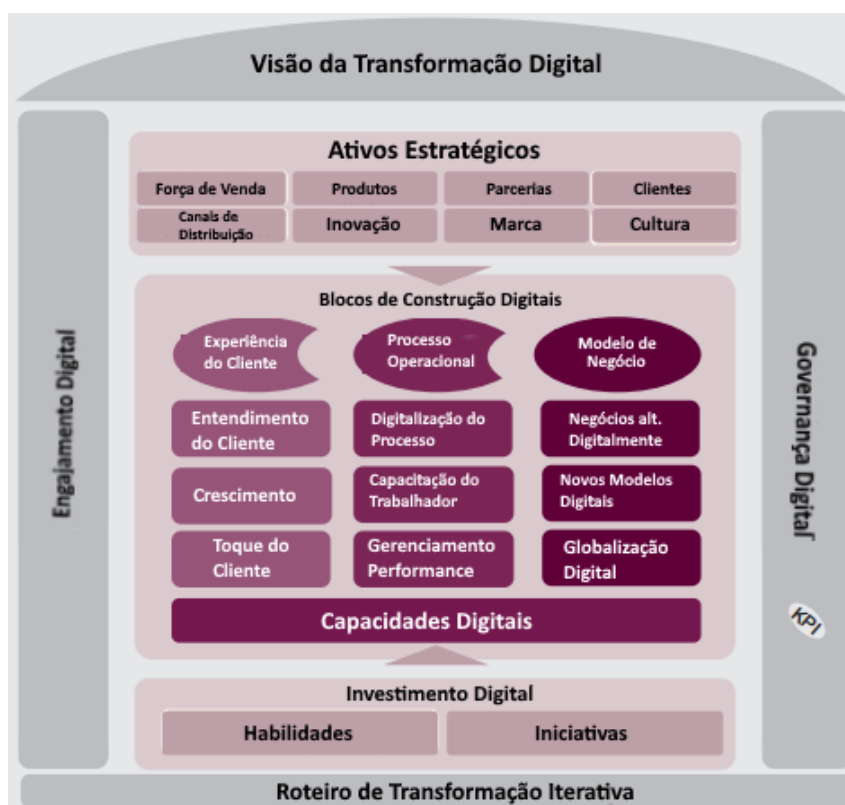 Visão da Transformação Digital
Engajamento Digital
Ativos Estratégicos
Força de Venda
Produtos
Parcerias
Clientes
Canais de
Distribuição
Inovação
Marca
Cultura
Blocos de Construção Digitais
Experiência
do Cliente
Processo
Operacional
Modelo de
Negócio
Entendimento
do Cliente
Digitalização do
Processo
Negócios alt.
Digitalmente
Crescimento
Capacitação do
Trabalhador
Novos Modelos
Digitais
Toque do
Cliente
Gerenciamento
Performance
Globalização
Digital
Capacidades Digitais
Investimento Digital
Habilidades
Iniciativas
Governança Digital
KPI
Roteiro de Transformação Iterativa